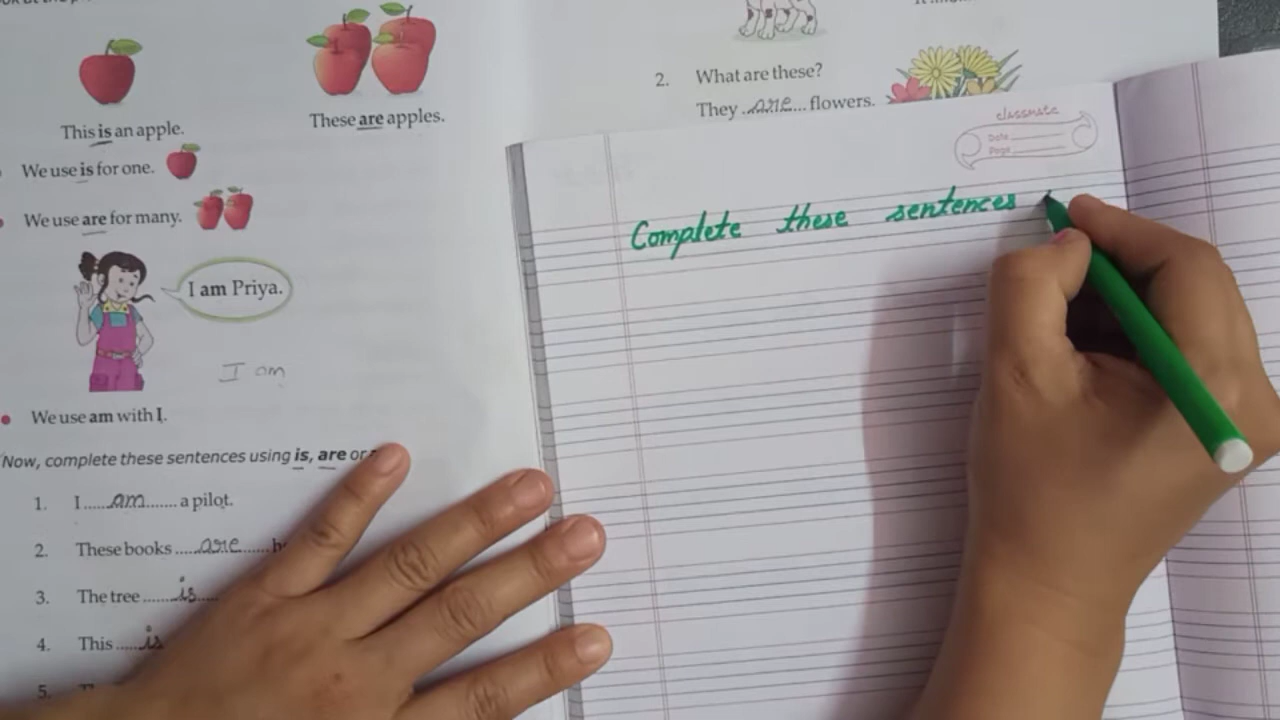 This is an apple.
These are apples.
We use is for one.
We use are for many.
I am Priya.
I am
We use am with I.
Now, complete these sentences using is, are or
1. I ......am....... a pilot.
2. These books .....are......
3. The tree .......is....
4. This .....is
5.
2. What are these?
They ..are... flowers.
classmate
Date
Page
Complete these sentences